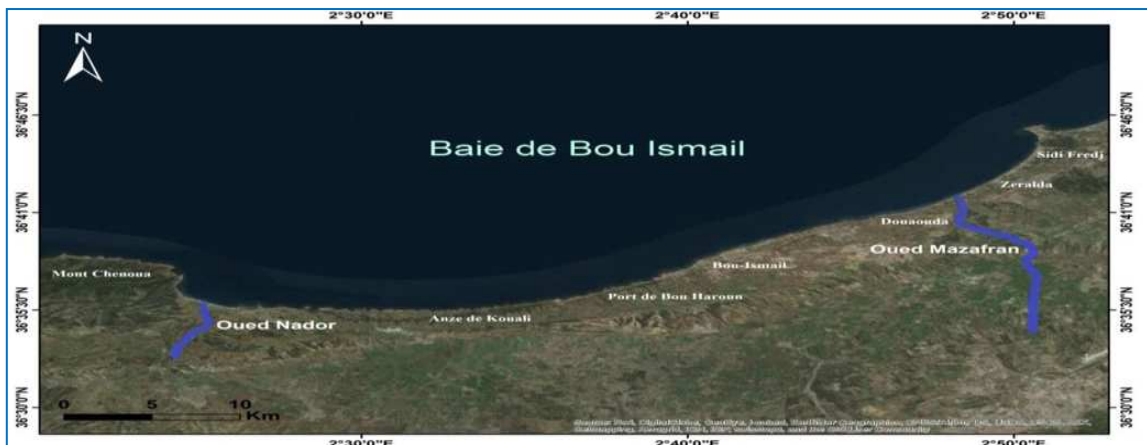 2°30'0"E 2°40'0"E 2°50'0"E
N
36°46'30"N 36°46'30"N
Baie de Bou Ismail
Sidi Fredj
Zeralda
36°41'0"N 36°41'0"N
Douaouda
Oued Mazafran
Bou-Ismail
Mont Chenoua
Port de Bou Haroun
36°35'30"N 36°35'30"N
Anze de Kouali
Oued Nador
36°30'0"N 36°30'0"N
0 5 10
Km
2°30'0"E 2°40'0"E 2°50'0"E